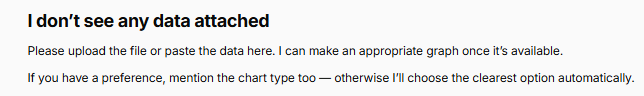 I don’t see any data attached
Please upload the file or paste the data here. I can make an appropriate graph once it’s available.
If you have a preference, mention the chart type too — otherwise I’ll choose the clearest option automatically.